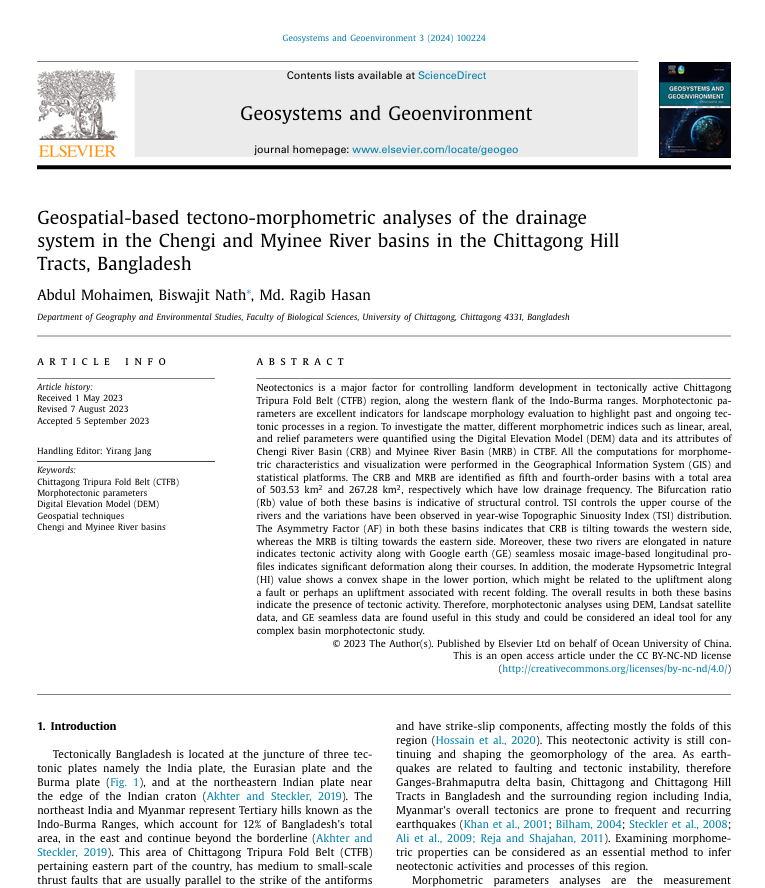 Geosystems and Geoenvironment 3 (2024) 100224
Contents lists available at ScienceDirect
Geosystems and Geoenvironment
journal homepage: www.elsevier.com/locate/geogeo
ELSEVIER
GEOSYSTEMS AND
GEOENVIRONMENT
Geospatial-based tectono-morphometric analyses of the drainage
system in the Chengi and Myinee River basins in the Chittagong Hill
Tracts, Bangladesh
Abdul Mohaimen, Biswajit Nath*, Md. Ragib Hasan
Department of Geography and Environmental Studies, Faculty of Biological Sciences, University of Chittagong, Chittagong 4331, Bangladesh
ARTICLE INFO
Article history:
Received 1 May 2023
Revised 7 August 2023
Accepted 5 September 2023
Handling Editor: Yirang Jang
Keywords:
Chittagong Tripura Fold Belt (CTFB)
Morphotectonic parameters
Digital Elevation Model (DEM)
Geospatial techniques
Chengi and Myinee River basins
ABSTRACT
Neotectonics is a major factor for controlling landform development in tectonically active Chittagong
Tripura Fold Belt (CTFB) region, along the western flank of the Indo-Burma ranges. Morphotectonic pa-
rameters are excellent indicators for landscape morphology evaluation to highlight past and ongoing tec-
tonic processes in a region. To investigate the matter, different morphometric indices such as linear, areal,
and relief parameters were quantified using the Digital Elevation Model (DEM) data and its attributes of
Chengi River Basin (CRB) and Myinee River Basin (MRB) in CTBF. All the computations for morphome-
tric characteristics and visualization were performed in the Geographical Information System (GIS) and
statistical platforms. The CRB and MRB are identified as fifth and fourth-order basins with a total area
of 503.53 km² and 267.28 km², respectively which have low drainage frequency. The Bifurcation ratio
(Rb) value of both these basins is indicative of structural control. TSI controls the upper course of the
rivers and the variations have been observed in year-wise Topographic Sinuosity Index (TSI) distribution.
The Asymmetry Factor (AF) in both these basins indicates that CRB is tilting towards the western side,
whereas the MRB is tilting towards the eastern side. Moreover, these two rivers are elongated in nature
indicates tectonic activity along with Google earth (GE) seamless mosaic image-based longitudinal pro-
files indicates significant deformation along their courses. In addition, the moderate Hypsometric Integral
(HI) value shows a convex shape in the lower portion, which might be related to the upliftment along
a fault or perhaps an upliftment associated with recent folding. The overall results in both these basins
indicate the presence of tectonic activity. Therefore, morphotectonic analyses using DEM, Landsat satellite
data, and GE seamless data are found useful in this study and could be considered an ideal tool for any
complex basin morphotectonic study.
© 2023 The Author(s). Published by Elsevier Ltd on behalf of Ocean University of China.
This is an open access article under the CC BY-NC-ND license
(http://creativecommons.org/licenses/by-nc-nd/4.0/)
1. Introduction
Tectonically Bangladesh is located at the juncture of three tec-
tonic plates namely the India plate, the Eurasian plate and the
Burma plate (Fig. 1), and at the northeastern Indian plate near
the edge of the Indian craton (Akhter and Steckler, 2019). The
northeast India and Myanmar represent Tertiary hills known as the
Indo-Burma Ranges, which account for 12% of Bangladesh's total
area, in the east and continue beyond the borderline (Akhter and
Steckler, 2019). This area of Chittagong Tripura Fold Belt (CTFB)
pertaining eastern part of the country, has medium to small-scale
thrust faults that are usually parallel to the strike of the antiforms
and have strike-slip components, affecting mostly the folds of this
region (Hossain et al., 2020). This neotectonic activity is still con-
tinuing and shaping the geomorphology of the area. As earth-
quakes are related to faulting and tectonic instability, therefore
Ganges-Brahmaputra delta basin, Chittagong and Chittagong Hill
Tracts in Bangladesh and the surrounding region including India,
Myanmar's overall tectonics are prone to frequent and recurring
earthquakes (Khan et al., 2001; Bilham, 2004; Steckler et al., 2008;
Ali et al., 2009; Reja and Shajahan, 2011). Examining morphome-
tric properties can be considered as an essential method to infer
neotectonic activities and processes of this region.
Morphometric parameters analyses are the measurement